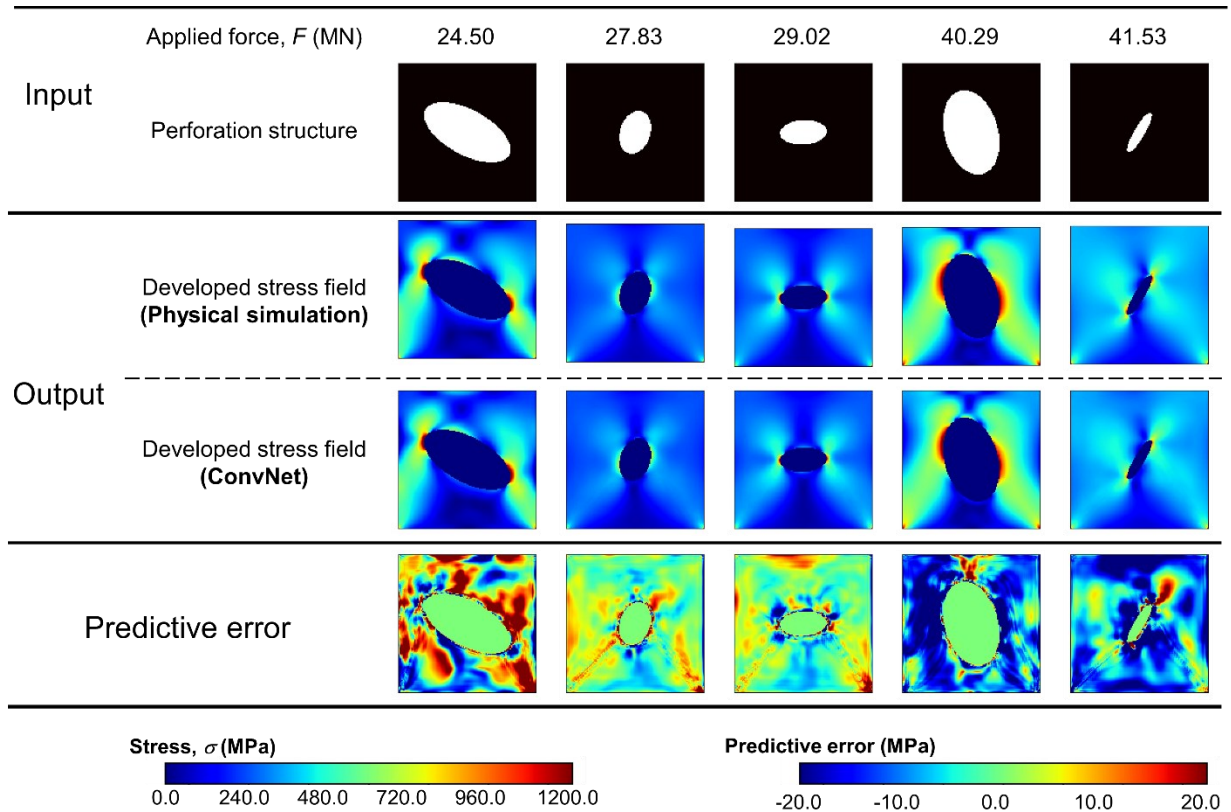 Applied force, F (MN) 24.50 27.83 29.02 40.29 41.53
Input
Perforation structure
Developed stress field
(Physical simulation)
Output
Developed stress field
(ConvNet)
Predictive error
Stress, σ (MPa)
0.0 240.0 480.0 720.0 960.0 1200.0
Predictive error (MPa)
-20.0 -10.0 0.0 10.0 20.0